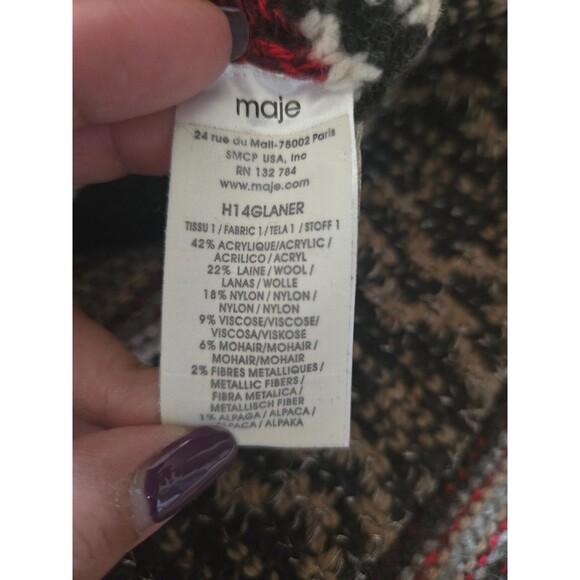 maje
24 rue du Mail-75002 Paris
SMCP USA, Inc
RN 132 784
www.maje.com
H14GLANER
TISSU 1 / FABRIC 1 / TELA 1 / STOFF 1
42% ACRYLIQUE/ACRYLIC /
ACRILICO / ACRYL
22% LAINE / WOOL /
LANAS / WOLLE
18% NYLON / NYLON /
NYLON / NYLON
9% VISCOSE/VISCOSE/
VISCOSA/VISKOSE
6% MOHAIR/MOHAIR /
MOHAIR/MOHAIR
2% FIBRES METALLIQUES /
METALLIC FIBERS /
FIBRA METALICA /
METALLISCH FIBER
1% ALPAGA / ALPACA /
ALPACA / ALPAKA